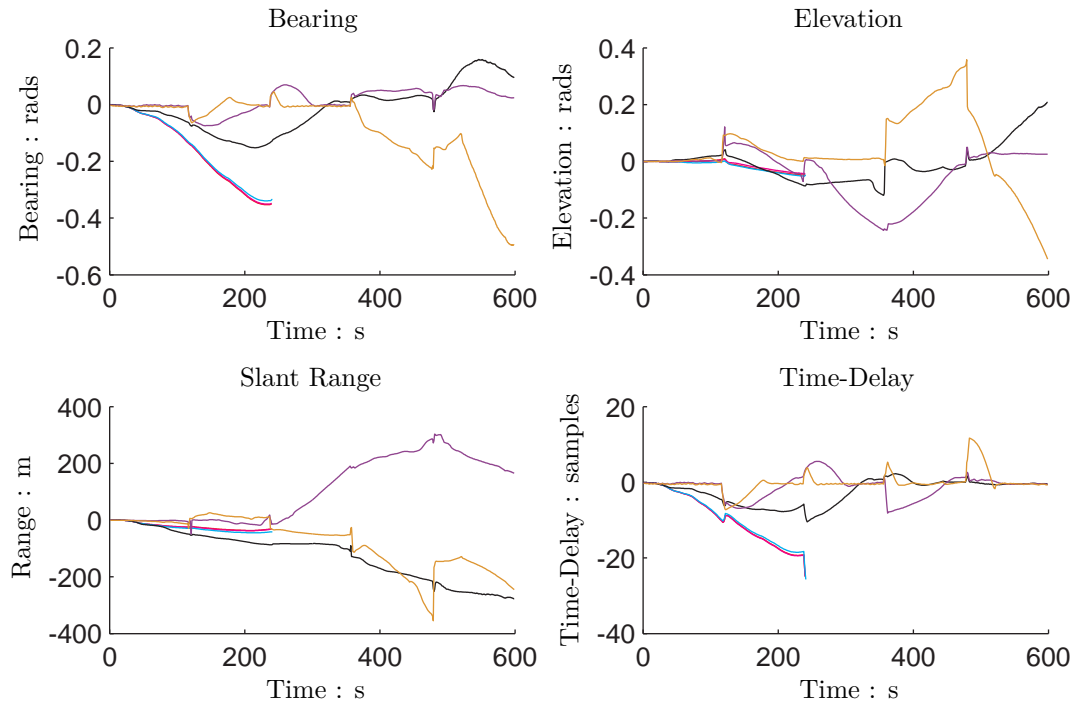 Bearing
0.2
0
-0.2
-0.4
-0.6
Bearing : rads
0 200 400 600
Time : s
Elevation
0.4
0.2
0
0.2
0.4
Elevation : rads
0 200 400 600
Time : s
Slant Range
400
200
0
-200
-400
Range : m
0 200 400 600
Time : s
Time-Delay
20
0
-20
-40
Time-Delay : samples
0 200 400 600
Time : s